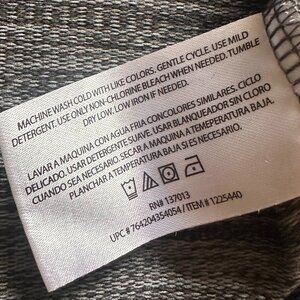 MACHINE WASH COLD WITH LIKE COLORS. GENTLE CYCLE. USE MILD
DETERGENT. USE ONLY NON-CHLORINE BLEACH WHEN NEEDED. TUMBLE
DRY LOW. LOW IRON IF NEEDED.
LAVAR A MAQUINA CON AGUA FRIA CON COLORES SIMILARES. CICLO
DELICADO. USAR DETERGENTE SUAVE. USAR BLANQUEADOR SIN CLORO
CUANDO SEA NECESARIO. SECAR A MAQUINA A TEMEPERATURA BAJA.
PLANCHAR A TEMPERATURA BAJA SI ES NECESARIO.
RN# 137013
UPC# 764204354054 / ITEM # 1225440